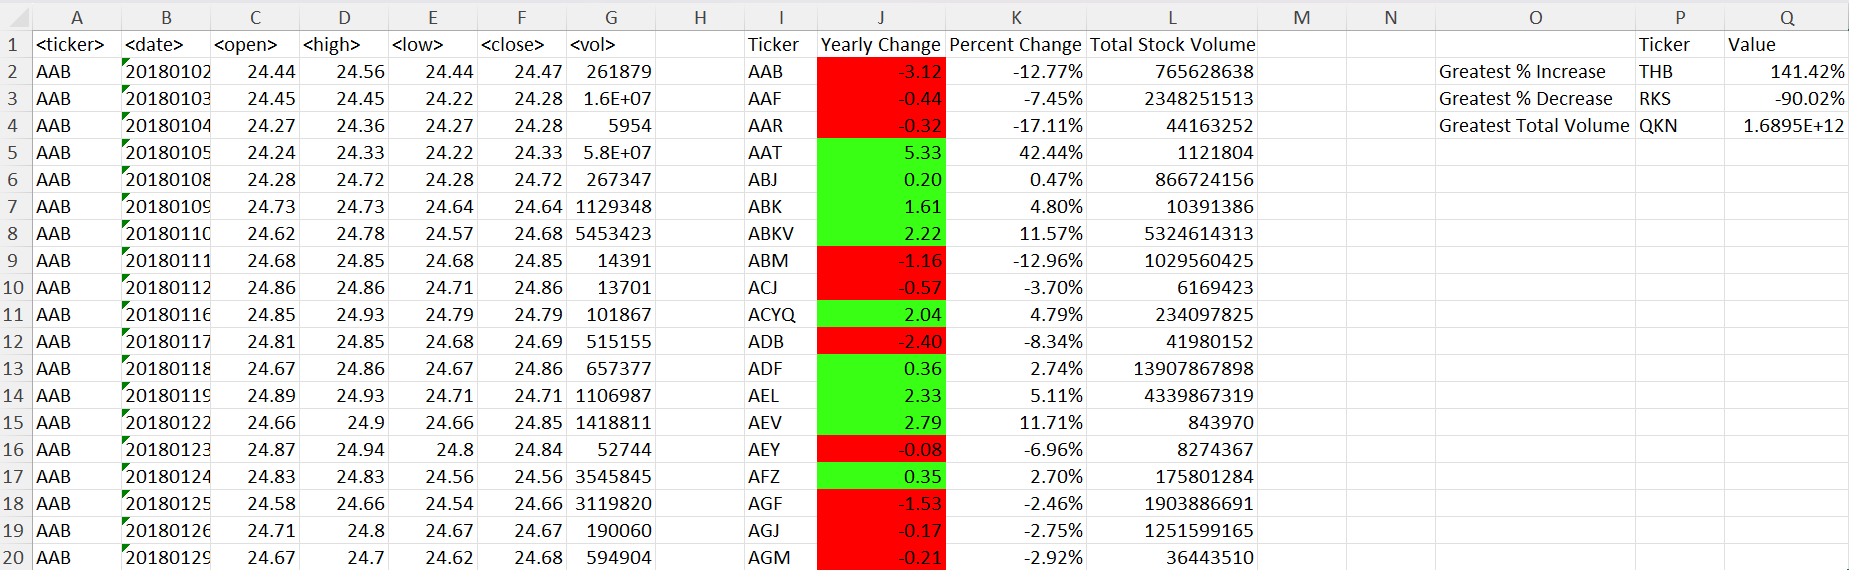 A B C D E F G H I J K L M N O P Q
1 <ticker> <date> <open> <high> <low> <close> <vol> Ticker Yearly Change Percent Change Total Stock Volume Ticker Value
2 AAB 20180102 24.44 24.56 24.44 24.47 261879 AAB -3.12 -12.77% 765628638 Greatest % Increase THB 141.42%
3 AAB 20180103 24.45 24.45 24.22 24.28 1.6E+07 AAF -0.44 -7.45% 2348251513 Greatest % Decrease RKS -90.02%
4 AAB 20180104 24.27 24.36 24.27 24.28 5954 AAR -0.32 -17.11% 44163252 Greatest Total Volume QKN 1.6895E+12
5 AAB 20180105 24.24 24.33 24.22 24.33 5.8E+07 AAT 5.33 42.44% 1121804
6 AAB 20180108 24.28 24.72 24.28 24.72 267347 ABJ 0.20 0.47% 866724156
7 AAB 20180109 24.73 24.73 24.64 24.64 1129348 ABK 1.61 4.80% 10391386
8 AAB 20180110 24.62 24.78 24.57 24.68 5453423 ABKV 2.22 11.57% 5324614313
9 AAB 20180111 24.68 24.85 24.68 24.85 14391 ABM -1.16 -12.96% 1029560425
10 AAB 20180112 24.86 24.86 24.71 24.86 13701 ACJ -0.57 -3.70% 6169423
11 AAB 20180116 24.85 24.93 24.79 24.79 101867 ACYQ 2.04 4.79% 234097825
12 AAB 20180117 24.81 24.85 24.68 24.69 515155 ADB -2.40 -8.34% 41980152
13 AAB 20180118 24.67 24.86 24.67 24.86 657377 ADF 0.36 2.74% 13907867898
14 AAB 20180119 24.89 24.93 24.71 24.71 1106987 AEL 2.33 5.11% 4339867319
15 AAB 20180122 24.66 24.9 24.66 24.85 1418811 AEV 2.79 11.71% 843970
16 AAB 20180123 24.87 24.94 24.8 24.84 52744 AEY -0.08 -6.96% 8274367
17 AAB 20180124 24.83 24.83 24.56 24.56 3545845 AFZ 0.35 2.70% 175801284
18 AAB 20180125 24.58 24.66 24.54 24.66 3119820 AGF -1.53 -2.46% 1903886691
19 AAB 20180126 24.71 24.8 24.67 24.67 190060 AGJ -0.17 -2.75% 1251599165
20 AAB 20180129 24.67 24.7 24.62 24.68 594904 AGM -0.21 -2.92% 36443510